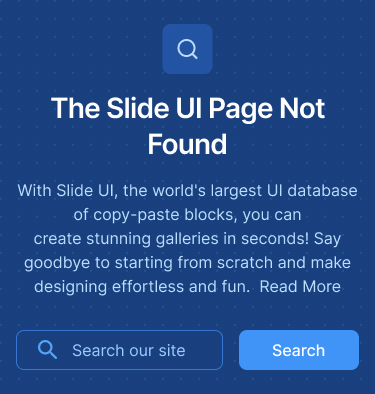 The Slide UI Page Not
Found
With Slide UI, the world's largest UI database
of copy-paste blocks, you can
create stunning galleries in seconds! Say
goodbye to starting from scratch and make
designing effortless and fun.  Read More
Search our site
Search